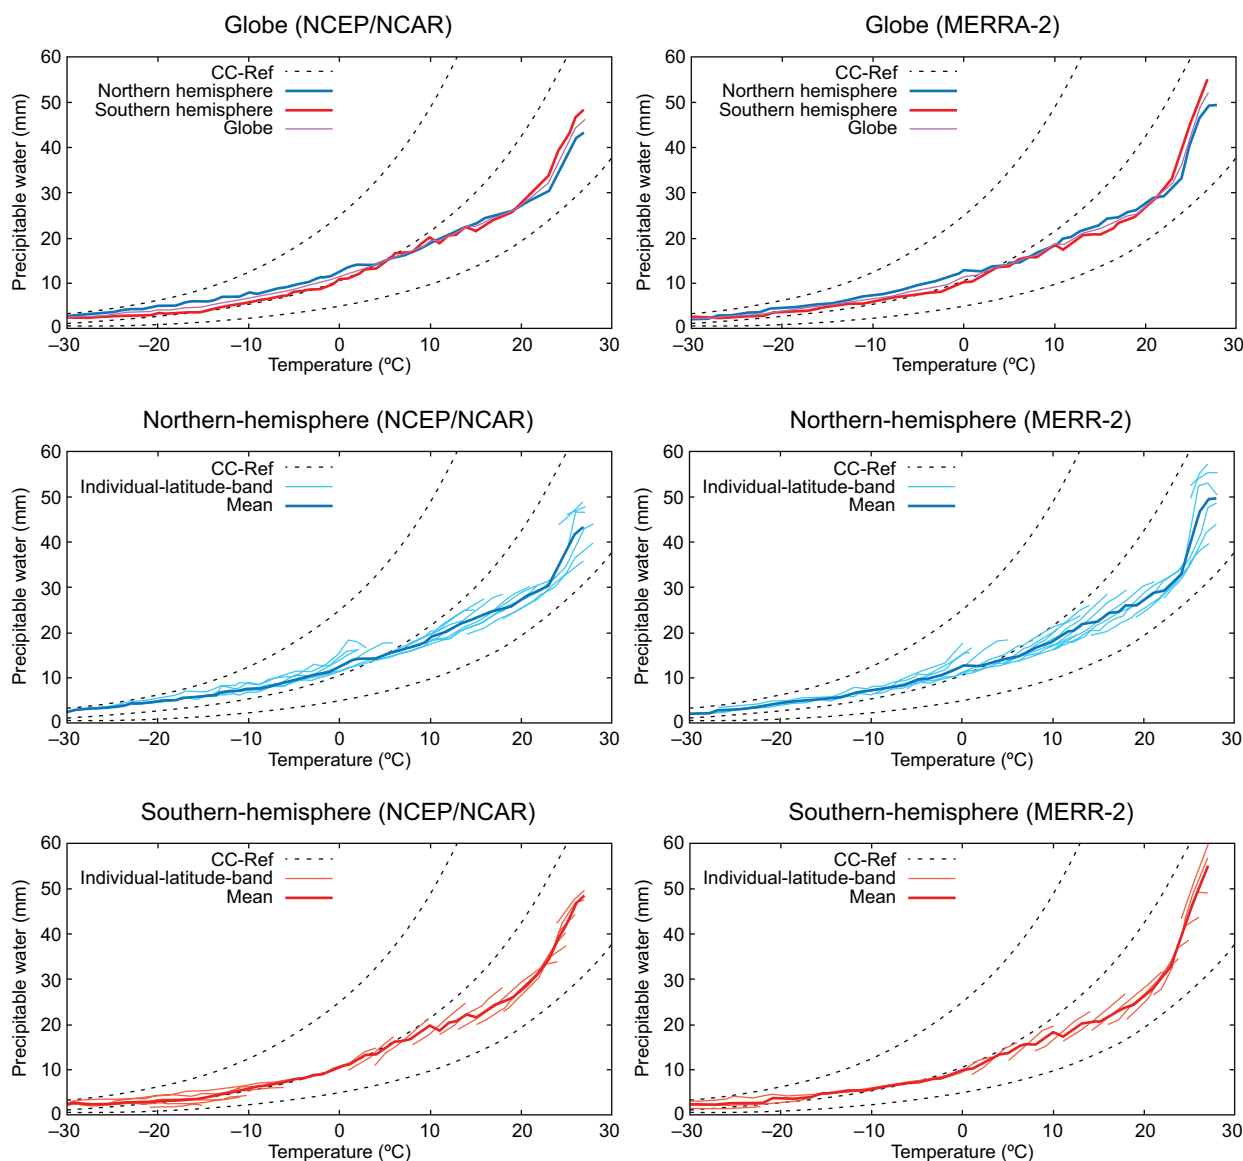 Globe (NCEP/NCAR)
Precipitable water (mm)
60
50
40
30
20
10
0
CC-Ref
Northern hemisphere
Southern hemisphere
Globe
–30
–20
–10
0
10
20
30
Temperature (ºC)
Globe (MERRA-2)
Precipitable water (mm)
60
50
40
30
20
10
0
CC-Ref
Northern hemisphere
Southern hemisphere
Globe
–30
–20
–10
0
10
20
30
Temperature (ºC)
Northern-hemisphere (NCEP/NCAR)
Precipitable water (mm)
60
50
40
30
20
10
0
CC-Ref
Individual-latitude-band
Mean
–30
–20
–10
0
10
20
30
Temperature (ºC)
Northern-hemisphere (MERR-2)
Precipitable water (mm)
60
50
40
30
20
10
0
CC-Ref
Individual-latitude-band
Mean
–30
–20
–10
0
10
20
30
Temperature (ºC)
Southern-hemisphere (NCEP/NCAR)
Precipitable water (mm)
60
50
40
30
20
10
0
CC-Ref
Individual-latitude-band
Mean
–30
–20
–10
0
10
20
30
Temperature (ºC)
Southern-hemisphere (MERR-2)
Precipitable water (mm)
60
50
40
30
20
10
0
CC-Ref
Individual-latitude-band
Mean
–30
–20
–10
0
10
20
30
Temperature (ºC)